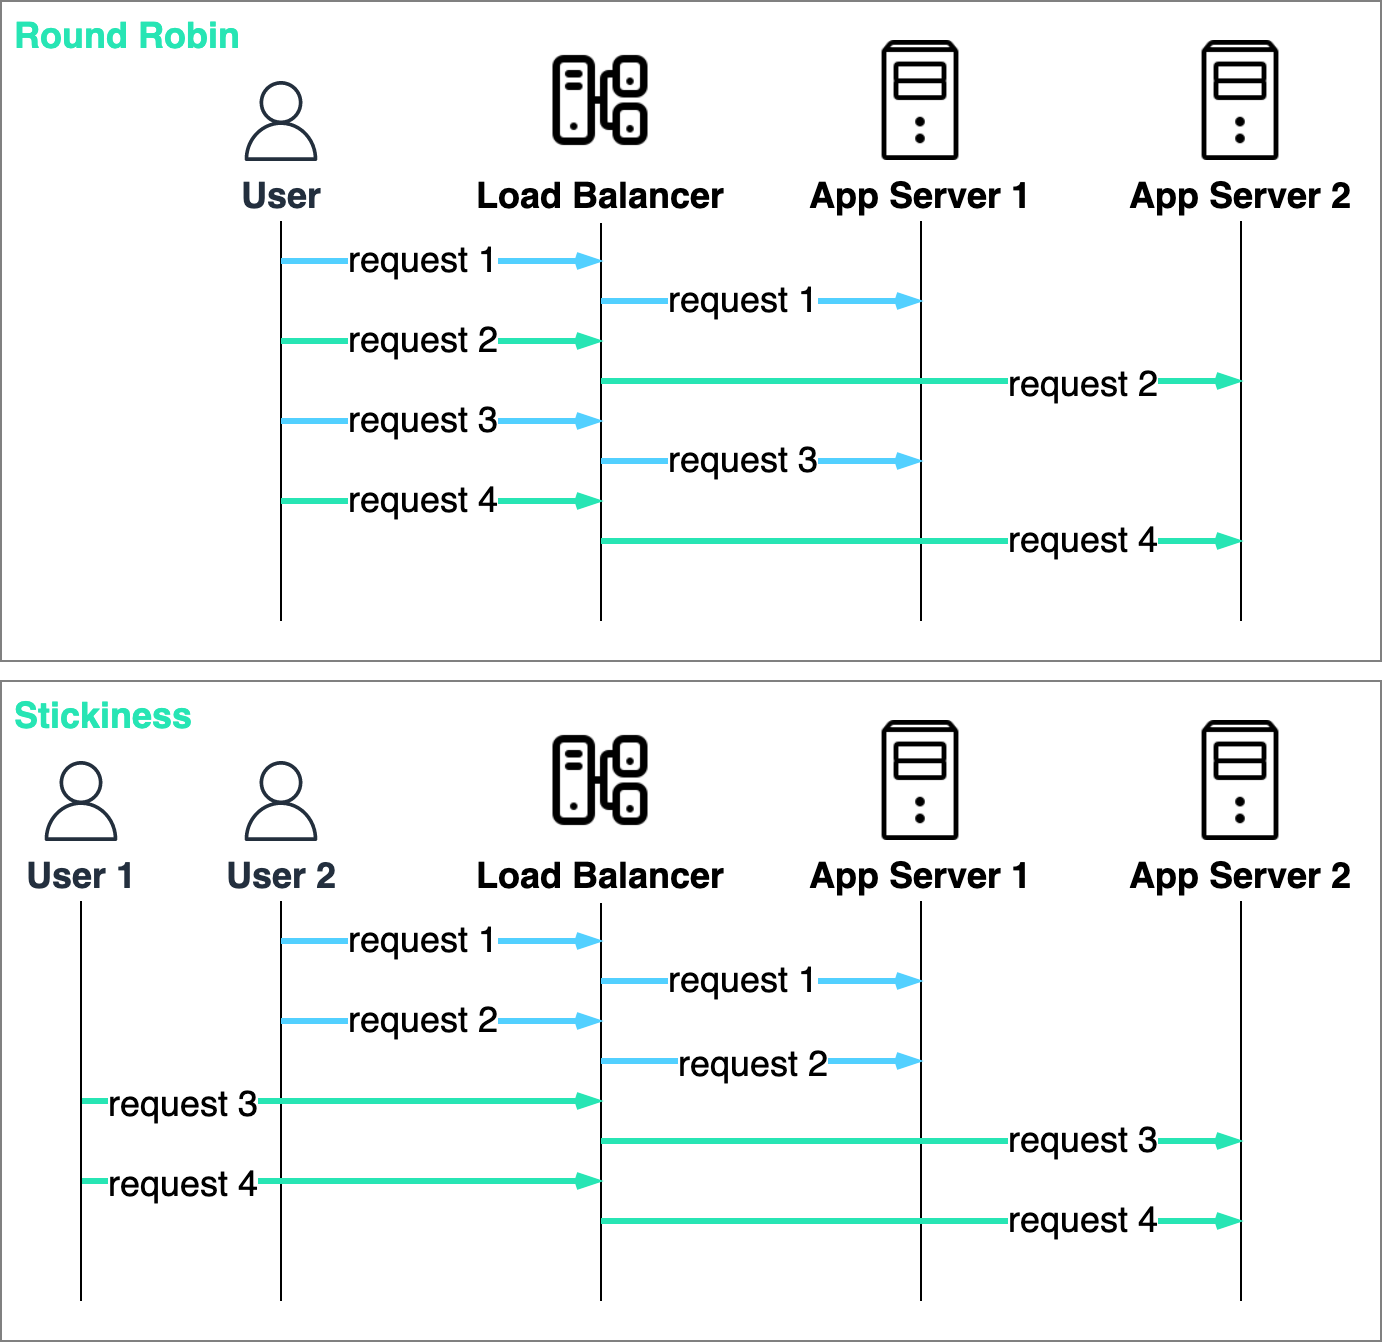 Round Robin
User
Load Balancer
App Server 1
App Server 2
request 1
request 1
request 2
request 2
request 3
request 3
request 4
request 4
Stickiness
User 1
User 2
Load Balancer
App Server 1
App Server 2
request 1
request 1
request 2
request 2
request 3
request 3
request 4
request 4